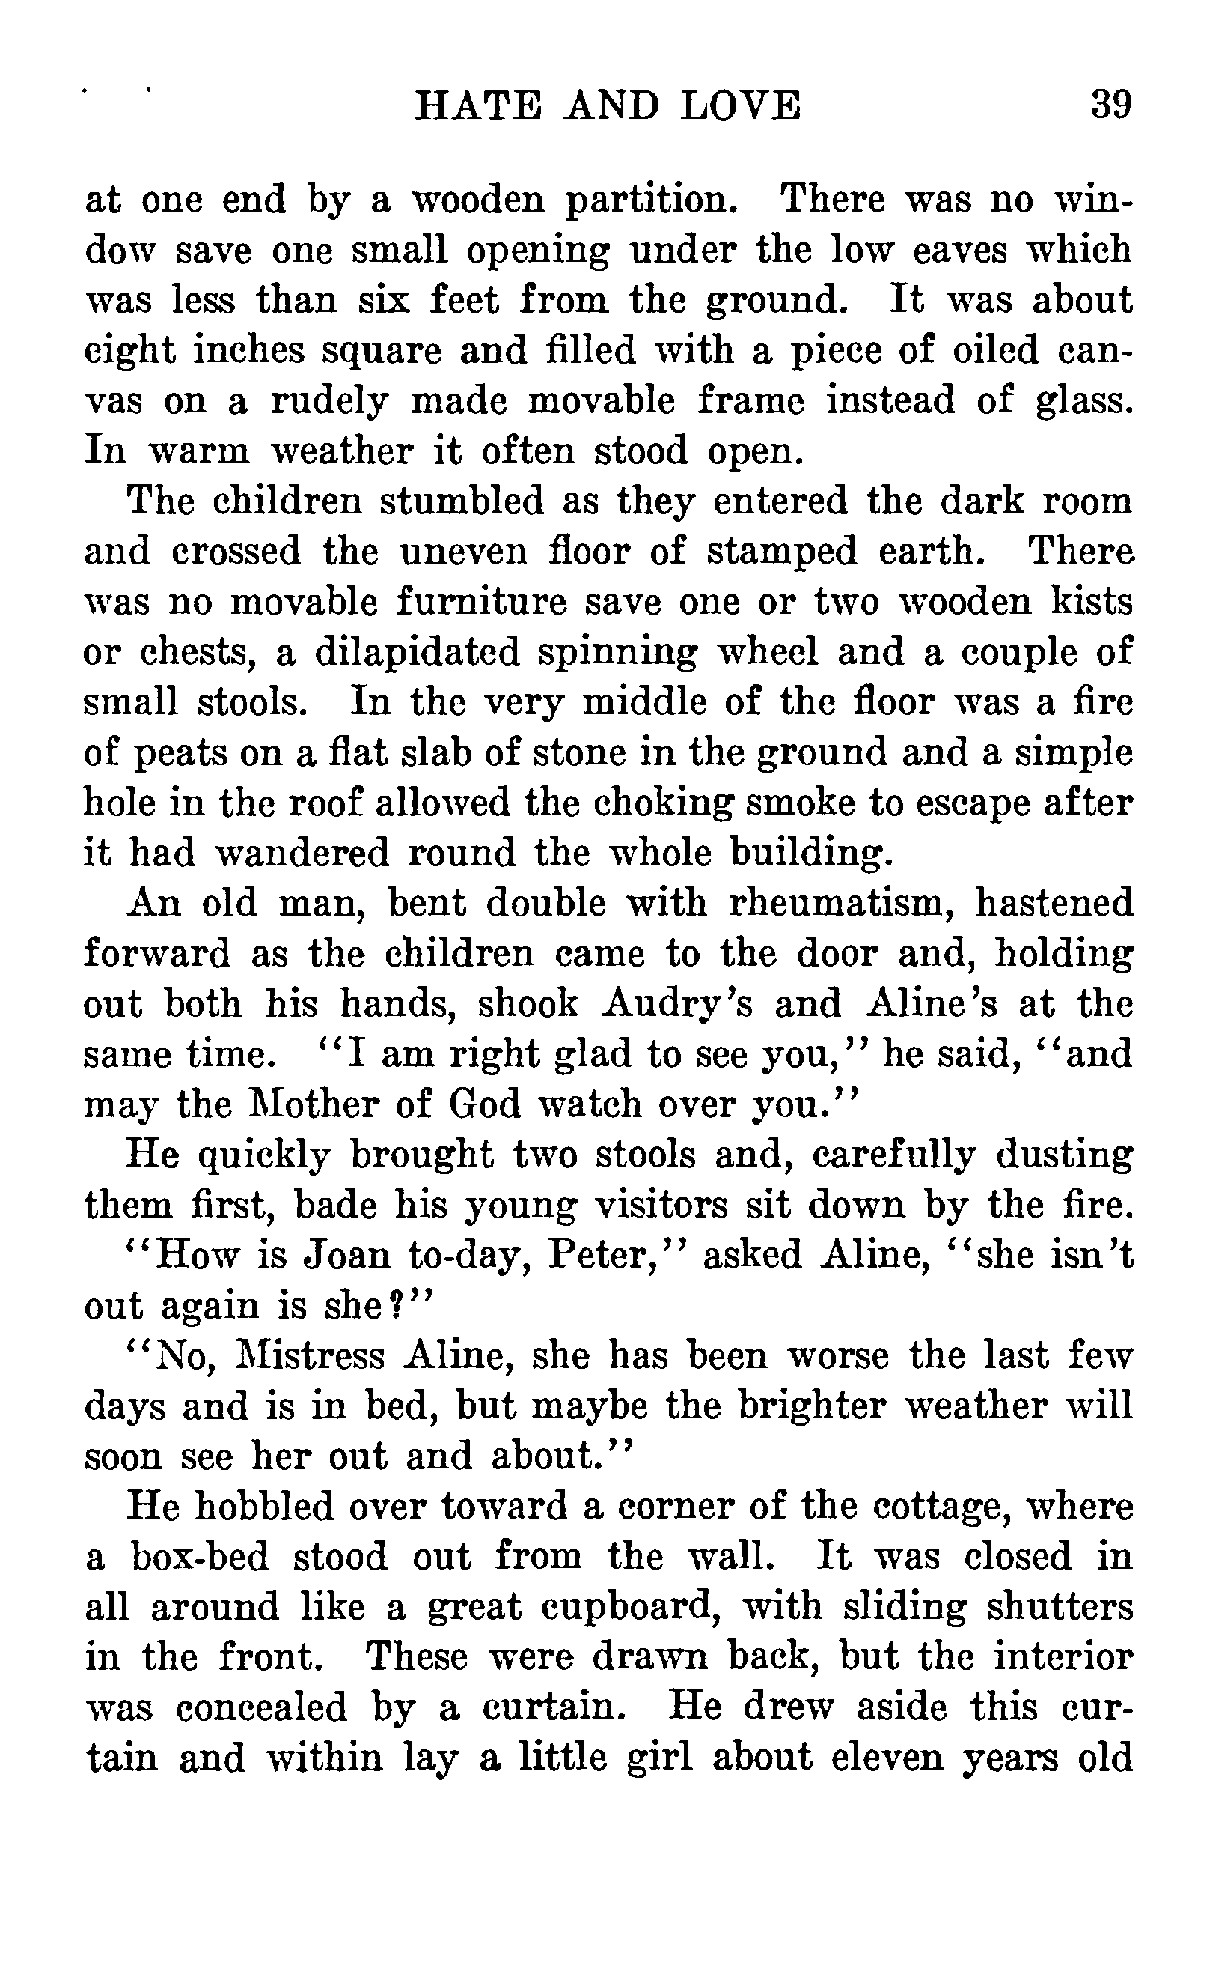 HATE AND LOVE 39
at one end by a wooden partition. There was no win-
dow save one small opening under the low eaves which
was less than six feet from the ground. It was about
eight inches square and filled with a piece of oiled can-
vas on a rudely made movable frame instead of glass.
In warm weather it often stood open.
The children stumbled as they entered the dark room
and crossed the uneven floor of stamped earth. There
was no movable furniture save one or two wooden kists
or chests, a dilapidated spinning wheel and a couple of
small stools. In the very middle of the floor was a fire
of peats on a flat slab of stone in the ground and a simple
hole in the roof allowed the choking smoke to escape after
it had wandered round the whole building.
An old man, bent double with rheumatism, hastened
forward as the children came to the door and, holding
out both his hands, shook Audry's and Aline's at the
same time. "I am right glad to see you," he said, "and
may the Mother of God watch over you."
He quickly brought two stools and, carefully dusting
them first, bade his young visitors sit down by the fire.
"How is Joan to-day, Peter," asked Aline, "she isn't
out again is she?"
"No, Mistress Aline, she has been worse the last few
days and is in bed, but maybe the brighter weather will
soon see her out and about."
He hobbled over toward a corner of the cottage, where
a box-bed stood out from the wall. It was closed in
all around like a great cupboard, with sliding shutters
in the front. These were drawn back, but the interior
was concealed by a curtain. He drew aside this cur-
tain and within lay a little girl about eleven years old